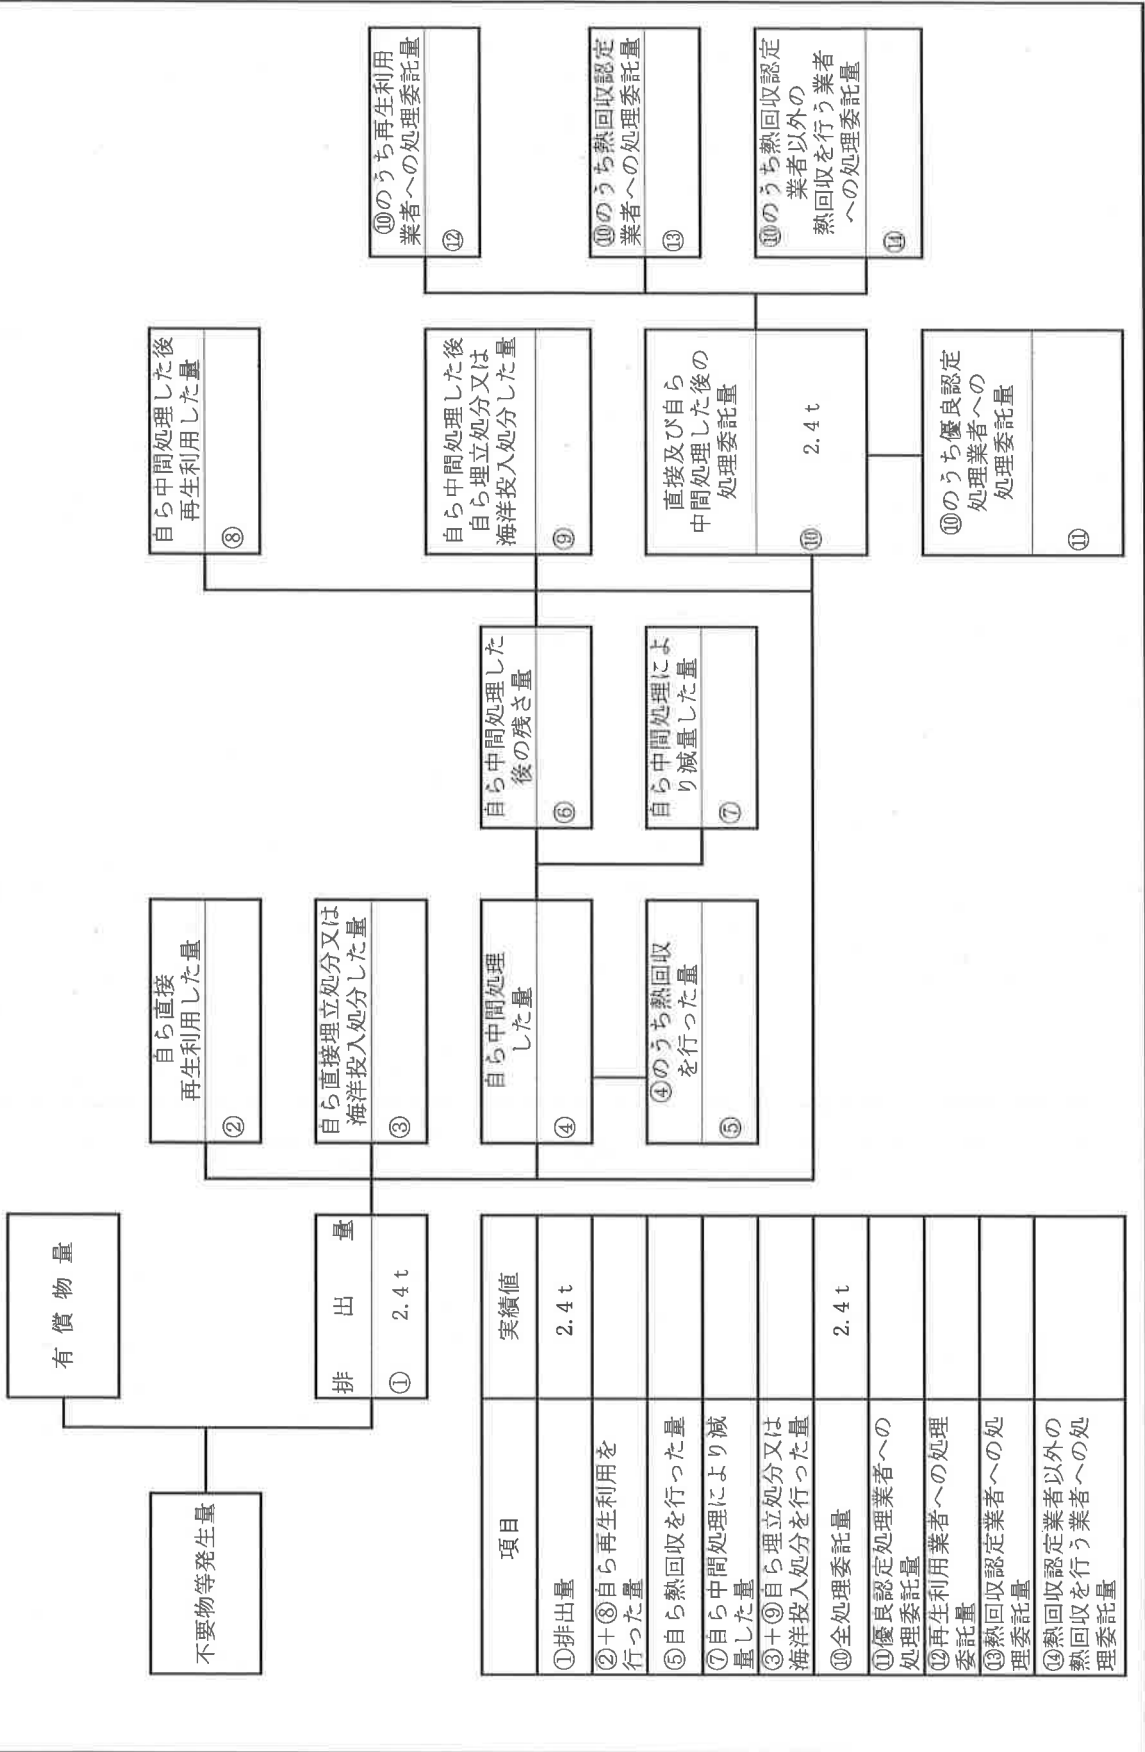 不要物等発生量
有償物量
排出量
① 2.4 t
自ら直接
再生利用した量
②
自ら直接埋立処分又は
海洋投入処分した量
③
自ら中間処理
した量
④
④のうち熱回収
を行った量
⑤
自ら中間処理した
後の残さ量
⑥
自ら中間処理によ
り減量した量
⑦
自ら中間処理した後
再生利用した量
⑧
自ら中間処理した後
自ら埋立処分又は
海洋投入処分した量
⑨
直接及び自ら
中間処理した後の
処理委託量
⑩ 2.4 t
⑩のうち優良認定
処理業者への
処理委託量
⑪
⑩のうち再生利用
業者への処理委託量
⑫
⑩のうち熱回収認定
業者への処理委託量
⑬
⑩のうち熱回収認定
業者以外の
熱回収を行う業者
への処理委託量
⑭
項目 実績値
①排出量 2.4 t
②＋⑧自ら再生利用を
行った量
⑤自ら熱回収を行った量
⑦自ら中間処理により減
量した量
③＋⑨自ら埋立処分又は
海洋投入処分を行った量
⑩全処理委託量 2.4 t
⑪優良認定処理業者への
処理委託量
⑫再生利用業者への処理
委託量
⑬熱回収認定業者への処
理委託量
⑭熱回収認定業者以外の
熱回収を行う業者への処
理委託量